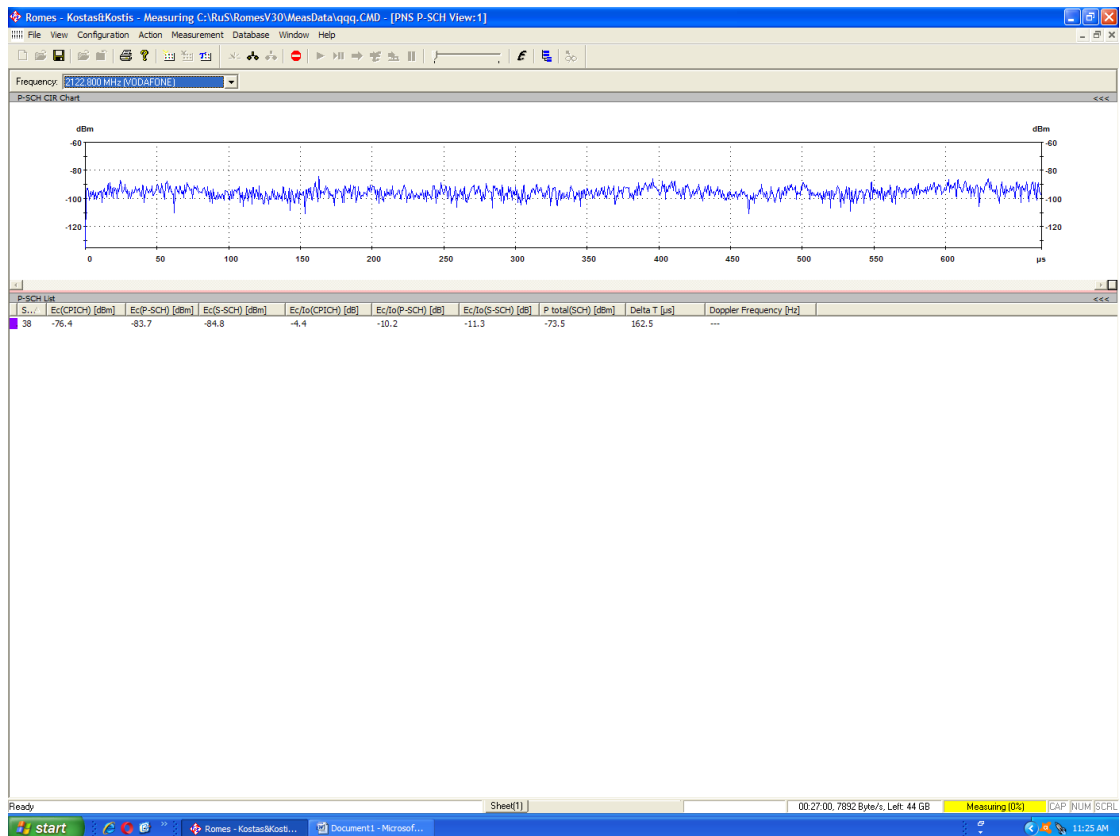 Romes - Kostas&Kostis - Measuring C:\RuS\RomesV30\MeasData\qqq.CMD - [PNS P-SCH View:1]
File View Configuration Action Measurement Database Window Help
Frequency: 2122.800 MHz (VODAFONE)
P-SCH CIR Chart <<<
dBm dBm
-60 -60
-80 -80
-100 -100
-120 -120
0 50 100 150 200 250 300 350 400 450 500 550 600 µs
P-SCH List <<<
S... Ec(CPICH) [dBm] Ec(P-SCH) [dBm] Ec(S-SCH) [dBm] Ec/Io(CPICH) [dB] Ec/Io(P-SCH) [dB] Ec/Io(S-SCH) [dB] P total(SCH) [dBm] Delta T [µs] Doppler Frequency [Hz]
38 -76.4 -83.7 -84.8 -4.4 -10.2 -11.3 -73.5 162.5 ---
Ready Sheet(1) 00:27:00, 7892 Byte/s, Left: 44 GB Measuring (0%) CAP NUM SCRL
start Romes - Kostas&Kosti... Document1 - Microsof... 11:25 AM